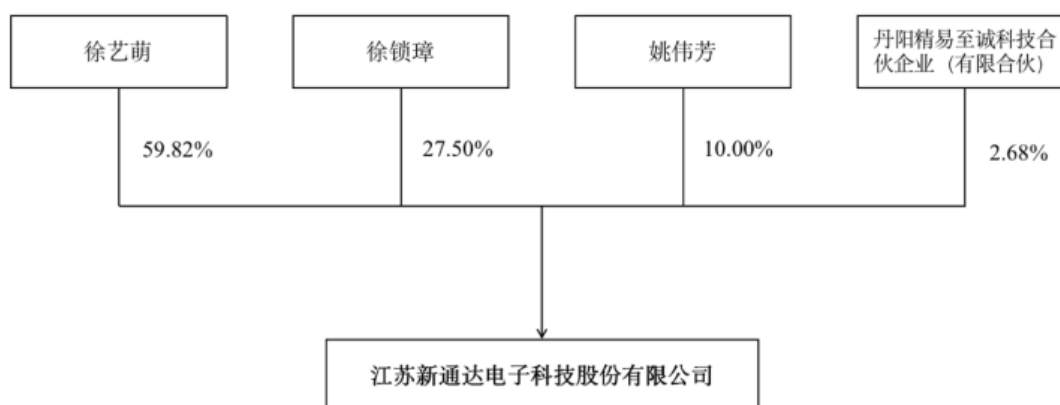 徐艺萌
徐锁璋
姚伟芳
丹阳精易至诚科技合
伙企业（有限合伙）
59.82%
27.50%
10.00%
2.68%
江苏新通达电子科技股份有限公司